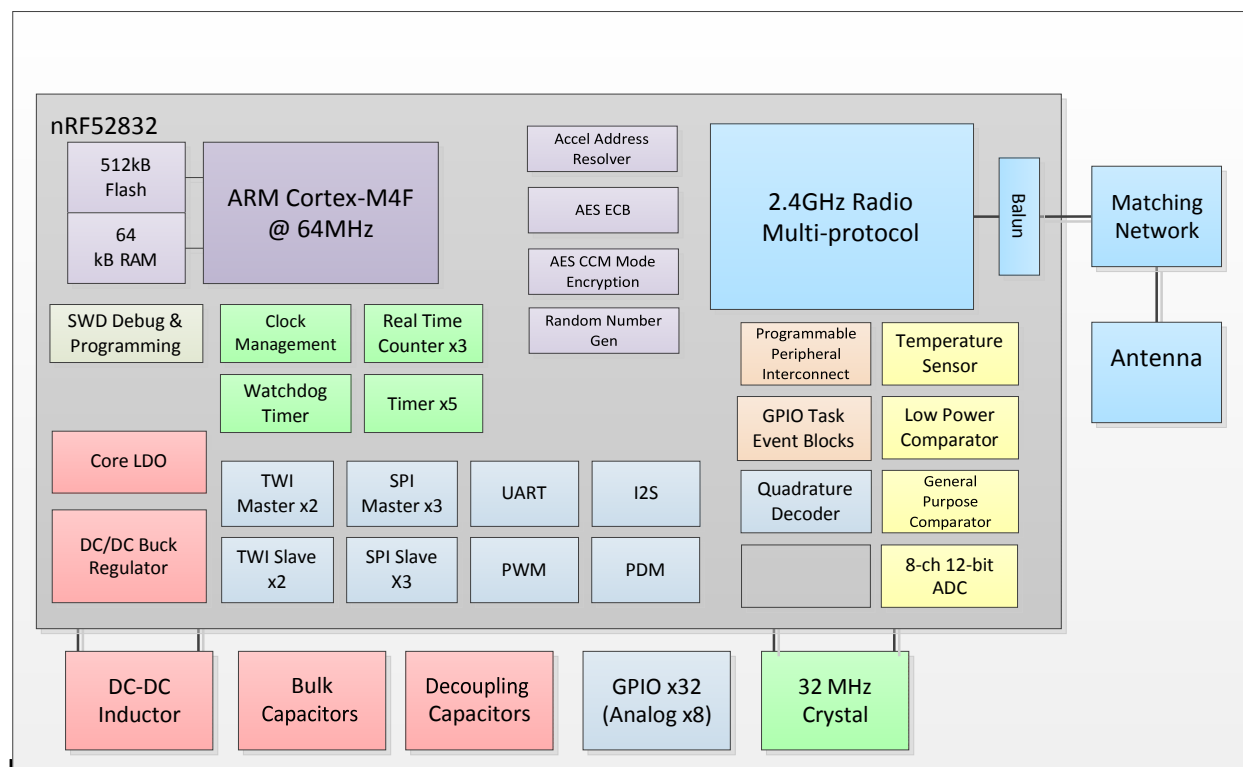 nRF52832
512kB
Flash
64
kB RAM
ARM Cortex-M4F
@ 64MHz
Accel Address
Resolver
AES ECB
AES CCM Mode
Encryption
Random Number
Gen
2.4GHz Radio
Multi-protocol
Balun
Matching
Network
Antenna
SWD Debug &
Programming
Clock
Management
Real Time
Counter x3
Watchdog
Timer
Timer x5
Programmable
Peripheral
Interconnect
Temperature
Sensor
GPIO Task
Event Blocks
Low Power
Comparator
Core LDO
DC/DC Buck
Regulator
TWI
Master x2
SPI
Master x3
UART
I2S
Quadrature
Decoder
General
Purpose
Comparator
TWI Slave
x2
SPI Slave
X3
PWM
PDM
8-ch 12-bit
ADC
DC-DC
Inductor
Bulk
Capacitors
Decoupling
Capacitors
GPIO x32
(Analog x8)
32 MHz
Crystal